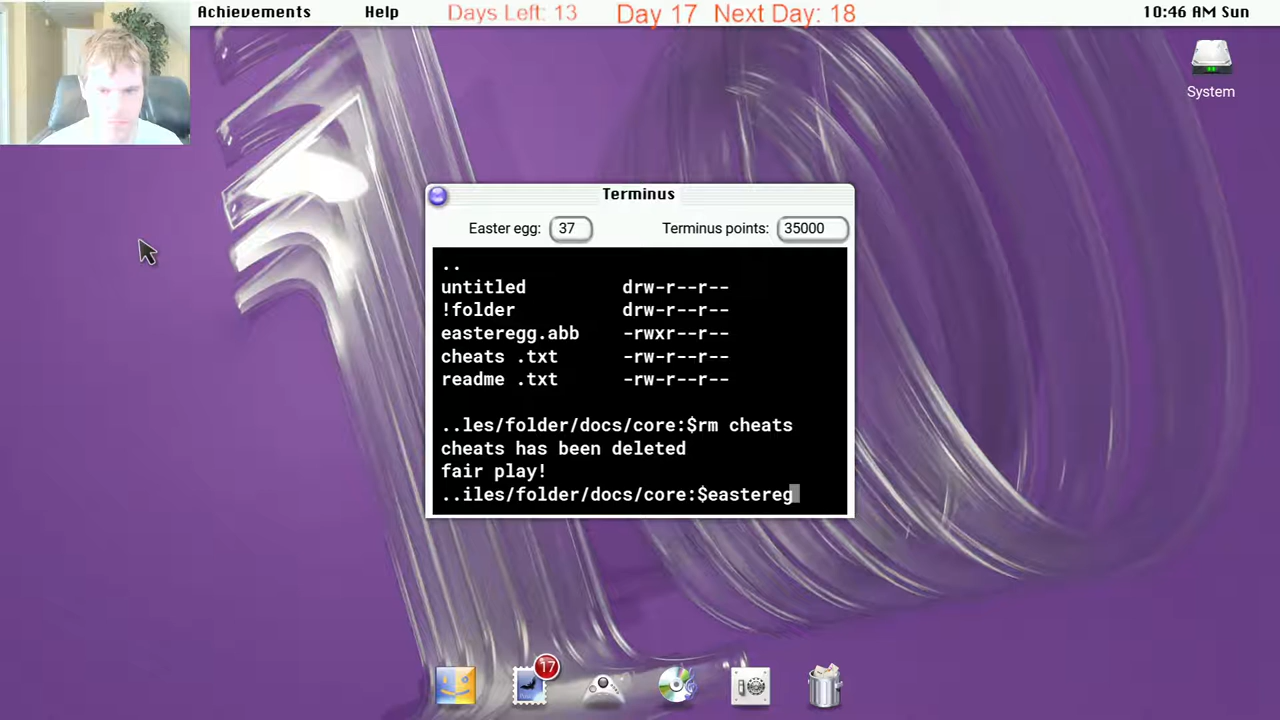 Achievements Help Days Left: 13 Day 17 Next Day: 18 10:46 AM Sun
System
Terminus
Easter egg: 37 Terminus points: 35000
..
untitled drw-r--r--
!folder drw-r--r--
easteregg.abb -rwxr--r--
cheats .txt -rw-r--r--
readme .txt -rw-r--r--
..les/folder/docs/core:$rm cheats
cheats has been deleted
fair play!
..iles/folder/docs/core:$eastereg
17